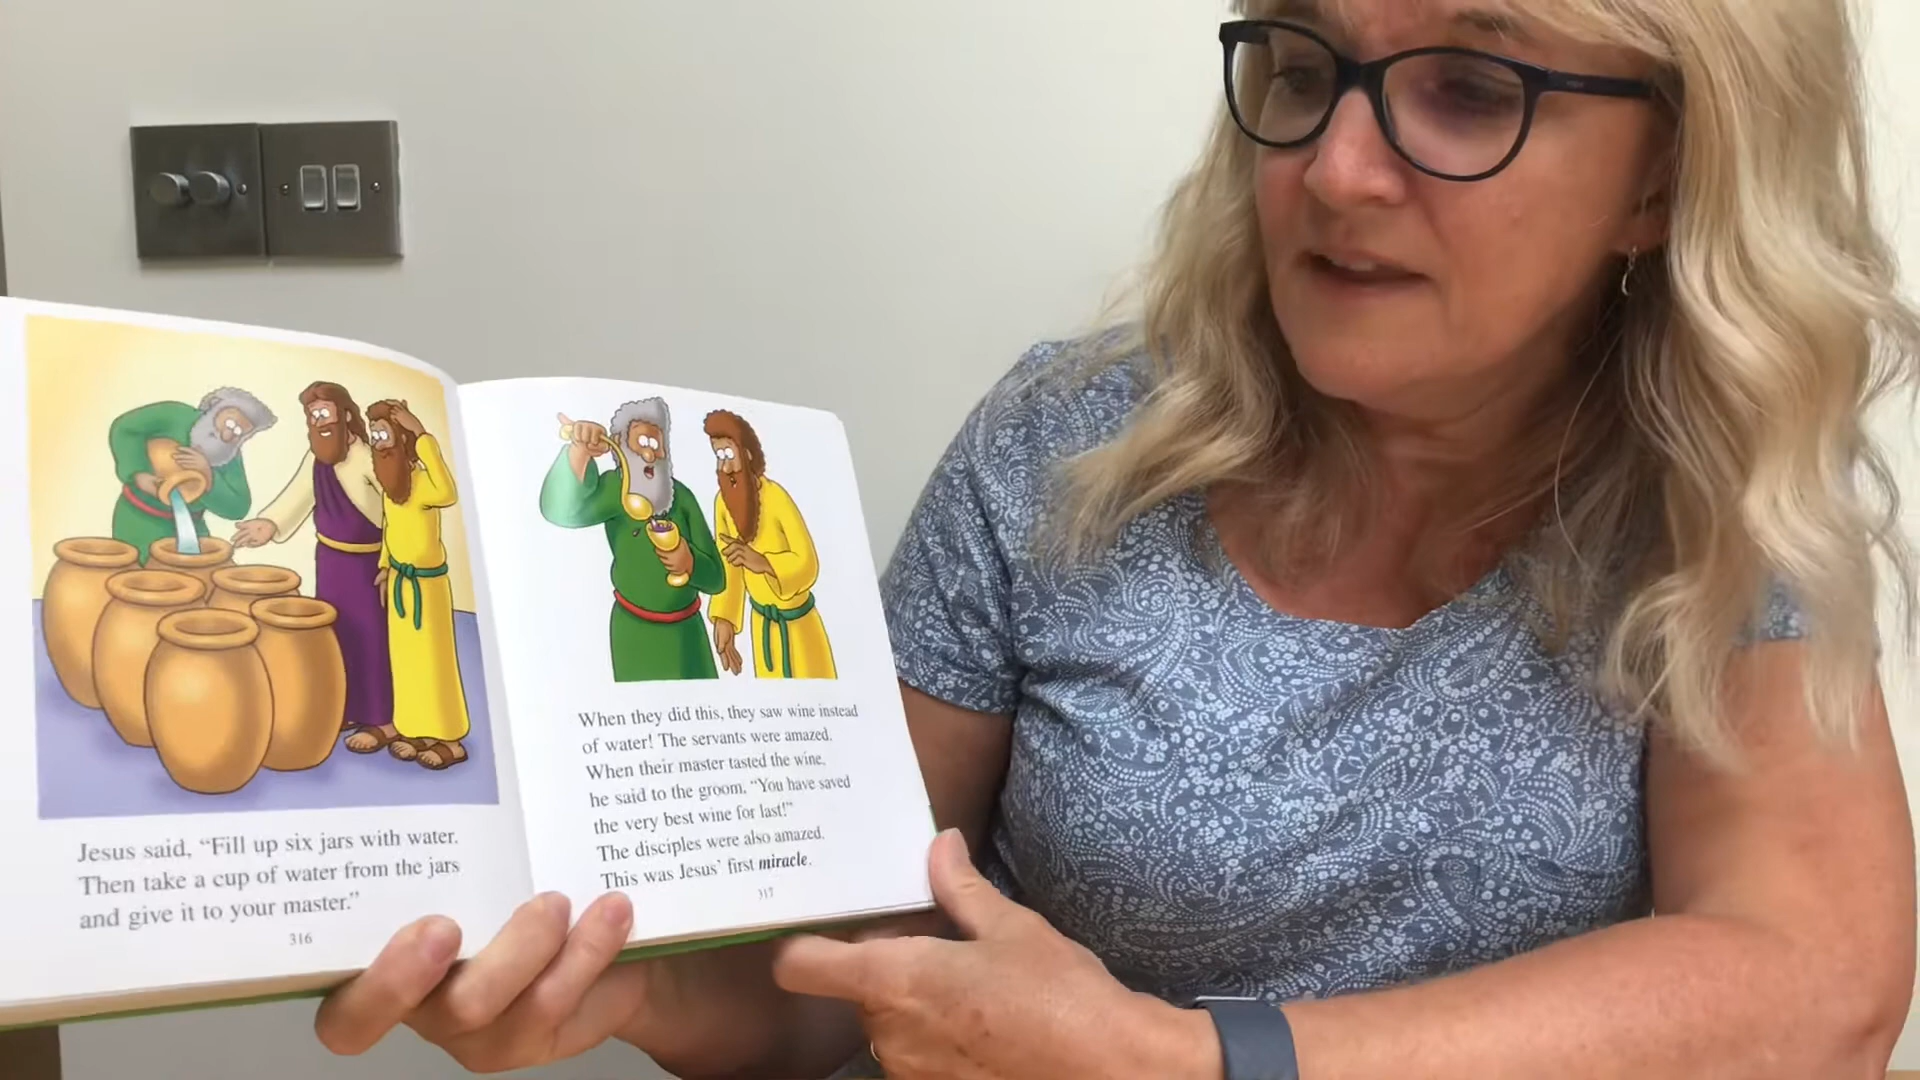 Jesus said, “Fill up six jars with water.
Then take a cup of water from the jars
and give it to your master.”
316
When they did this, they saw wine instead
of water! The servants were amazed.
When their master tasted the wine,
he said to the groom, “You have saved
the very best wine for last!”
The disciples were also amazed.
This was Jesus’ first miracle.
317